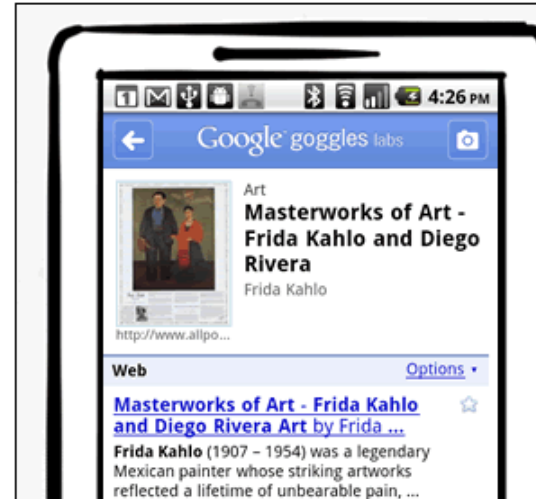 1
4:26 PM
Google goggles labs
Art
Masterworks of Art -
Frida Kahlo and Diego
Rivera
Frida Kahlo
http://www.allpo...
Web
Options
Masterworks of Art - Frida Kahlo
and Diego Rivera Art by Frida ...
Frida Kahlo (1907 – 1954) was a legendary
Mexican painter whose striking artworks
reflected a lifetime of unbearable pain, ...